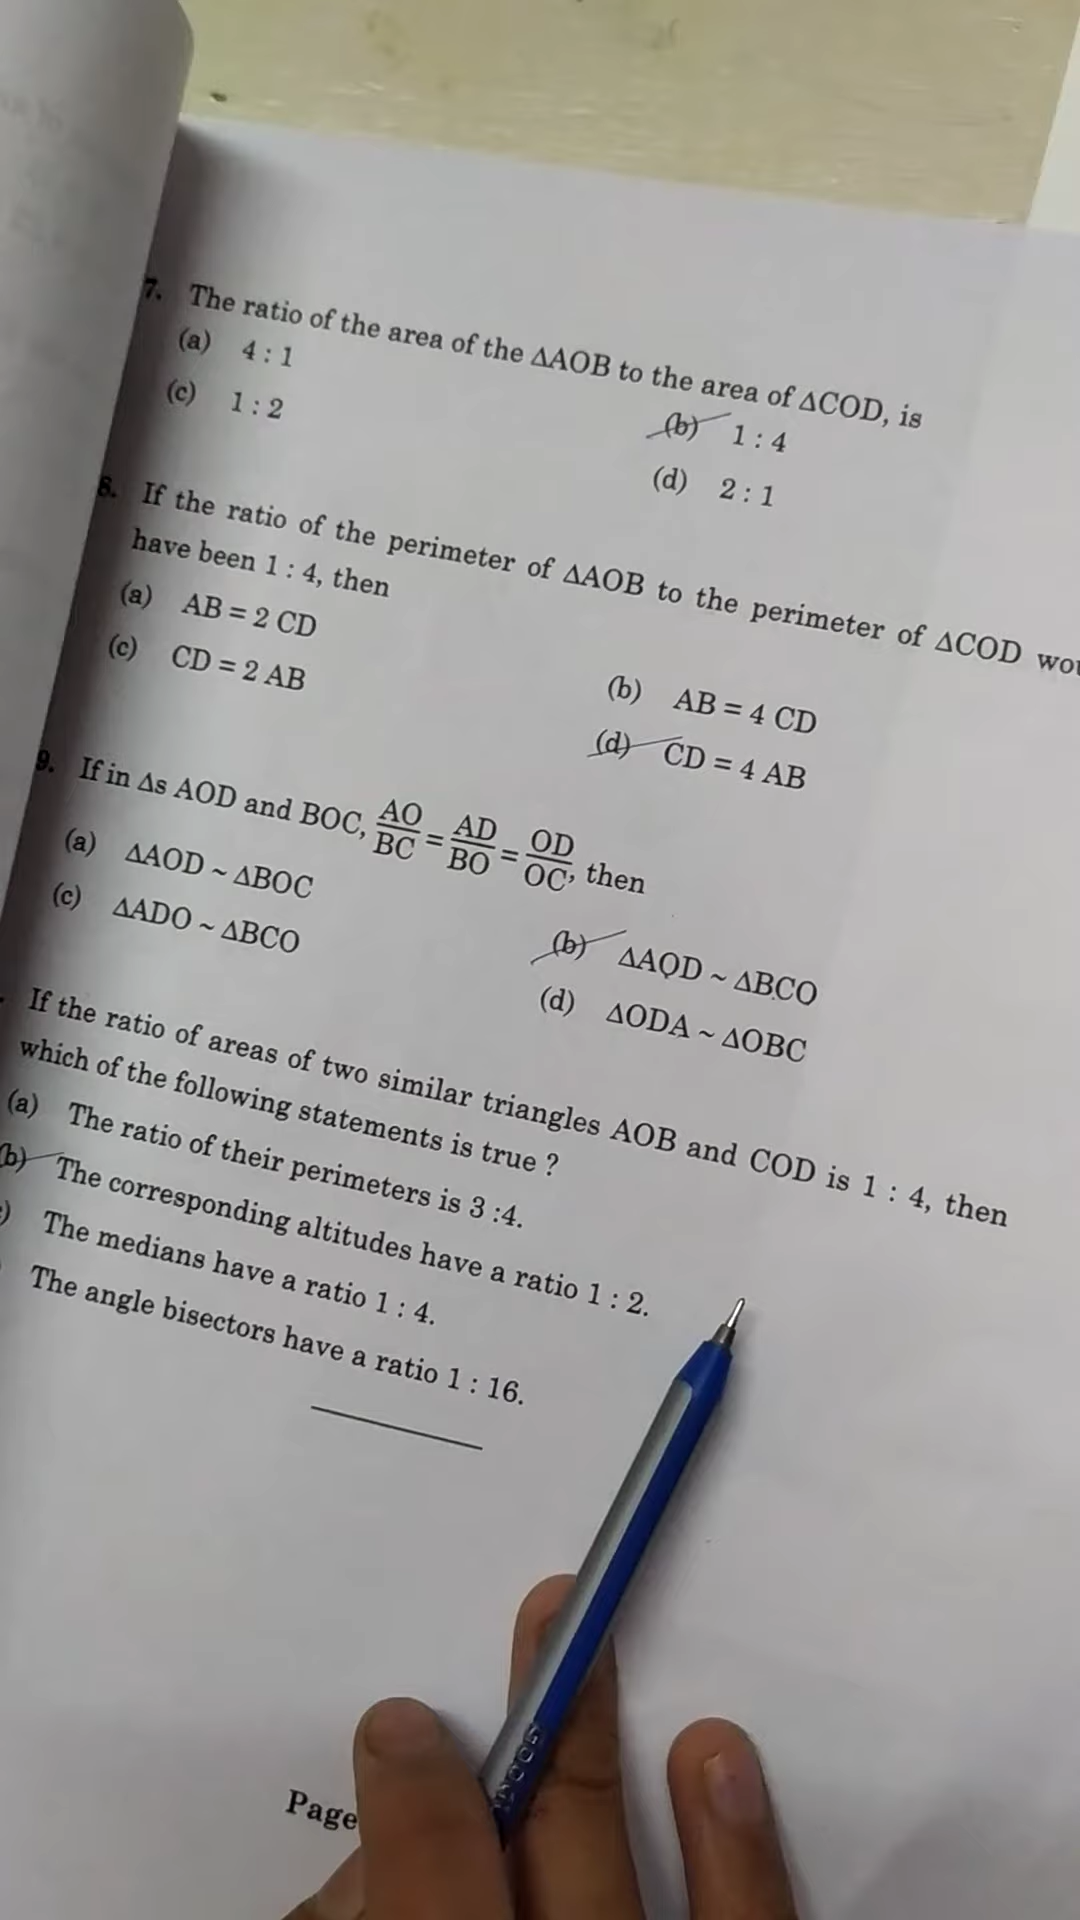 7. The ratio of the area of the ΔAOB to the area of ΔCOD, is
(a) 4 : 1
(b) 1 : 4
(c) 1 : 2
(d) 2 : 1
8. If the ratio of the perimeter of ΔAOB to the perimeter of ΔCOD wou
have been 1 : 4, then
(a) AB = 2 CD
(b) AB = 4 CD
(c) CD = 2 AB
(d) CD = 4 AB
9. If in Δs AOD and BOC, AO/BC = AD/BO = OD/OC, then
(a) ΔAOD ~ ΔBOC
(b) ΔAOD ~ ΔBCO
(c) ΔADO ~ ΔBCO
(d) ΔODA ~ ΔOBC
If the ratio of areas of two similar triangles AOB and COD is 1 : 4, then
which of the following statements is true ?
(a) The ratio of their perimeters is 3 :4.
(b) The corresponding altitudes have a ratio 1 : 2.
) The medians have a ratio 1 : 4.
The angle bisectors have a ratio 1 : 16.
Page